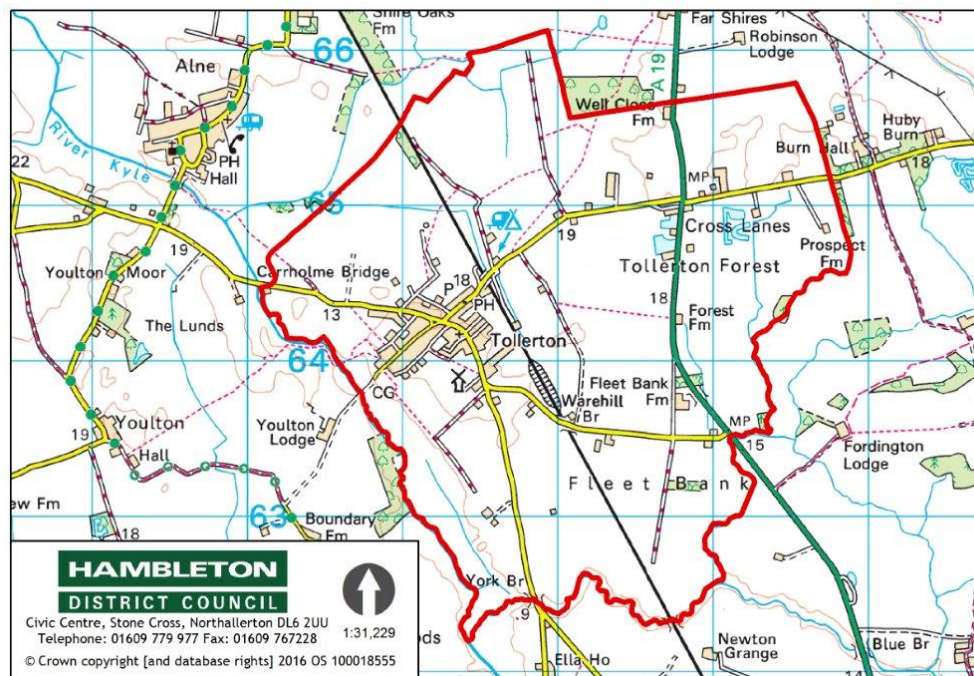 Shire Oaks
Fm
66
Far Shires
Robinson
Lodge
Alne
A 19
Well Close
Fm
Huby
Burn
Burn Hall
18
River Kyle
PH
Hall
22
65
MP
19
Cross Lanes
19
Prospect
Fm
Youlton
Moor
Carrholme Bridge
Tollerton Forest
P
18
PH
18
13
The Lunds
Forest
Fm
64
Tollerton
CG
Fleet Bank
Fm
Warehill
Br
MP
15
Youlton
Youlton
Lodge
19
Hall
Fordington
Lodge
Fleet Bank
ew Fm
63
18
Boundary
Fm
York Br
9
ods
Ella Ho
Newton
Grange
Blue Br
14
HAMBLETON
DISTRICT COUNCIL
Civic Centre, Stone Cross, Northallerton DL6 2UU
Telephone: 01609 779 977 Fax: 01609 767228
© Crown copyright [and database rights] 2016 OS 100018555
1:31,229